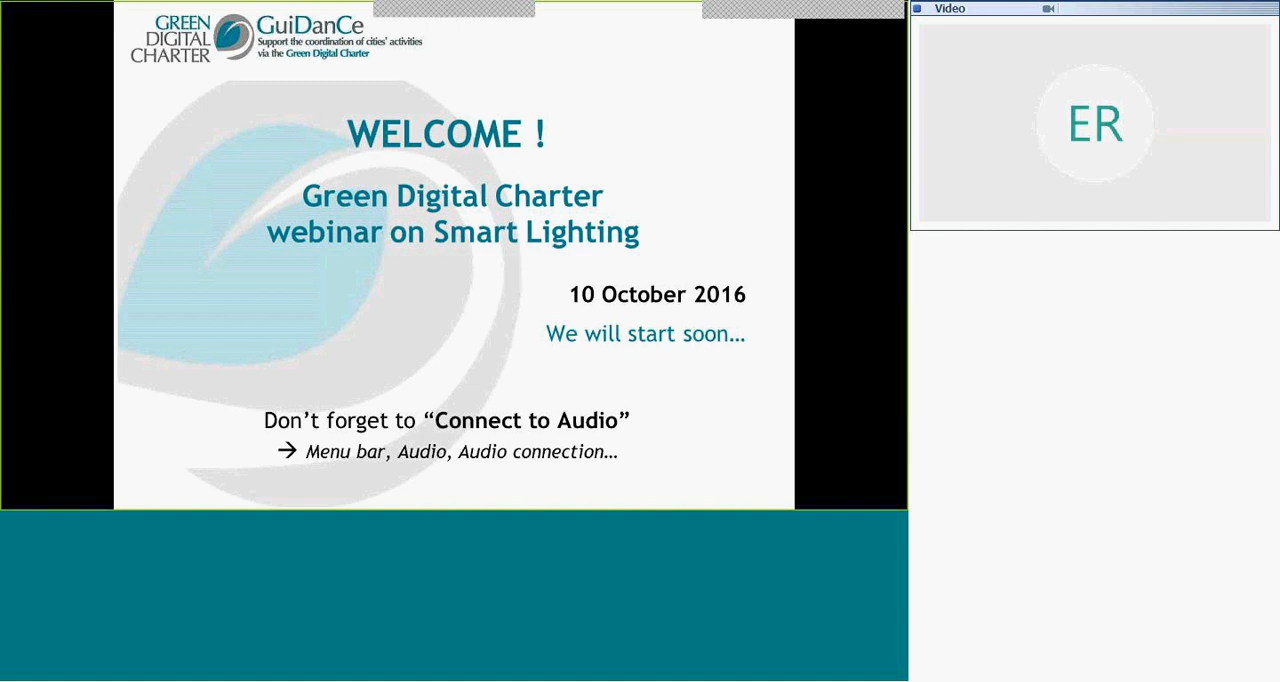 GREEN
DIGITAL
CHARTER
GuiDanCe
Support the coordination of cities' activities
via the Green Digital Charter
WELCOME !
Green Digital Charter
webinar on Smart Lighting
10 October 2016
We will start soon…
Don't forget to “Connect to Audio”
→ Menu bar, Audio, Audio connection…
Video
ER